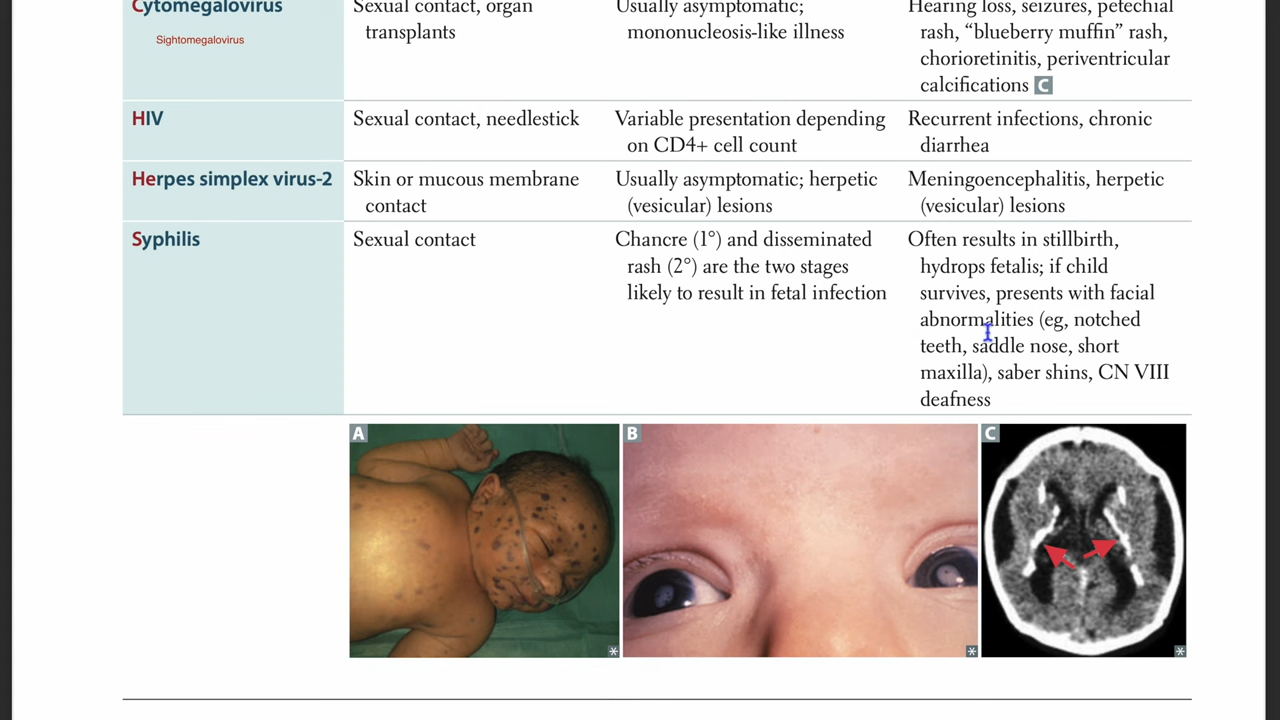 Cytomegalovirus
Sightomegalovirus
Sexual contact, organ
transplants
Usually asymptomatic;
mononucleosis-like illness
Hearing loss, seizures, petechial
rash, “blueberry muffin” rash,
chorioretinitis, periventricular
calcifications C
HIV
Sexual contact, needlestick
Variable presentation depending
on CD4+ cell count
Recurrent infections, chronic
diarrhea
Herpes simplex virus-2
Skin or mucous membrane
contact
Usually asymptomatic; herpetic
(vesicular) lesions
Meningoencephalitis, herpetic
(vesicular) lesions
Syphilis
Sexual contact
Chancre (1°) and disseminated
rash (2°) are the two stages
likely to result in fetal infection
Often results in stillbirth,
hydrops fetalis; if child
survives, presents with facial
abnormalities (eg, notched
teeth, saddle nose, short
maxilla), saber shins, CN VIII
deafness
A
B
C